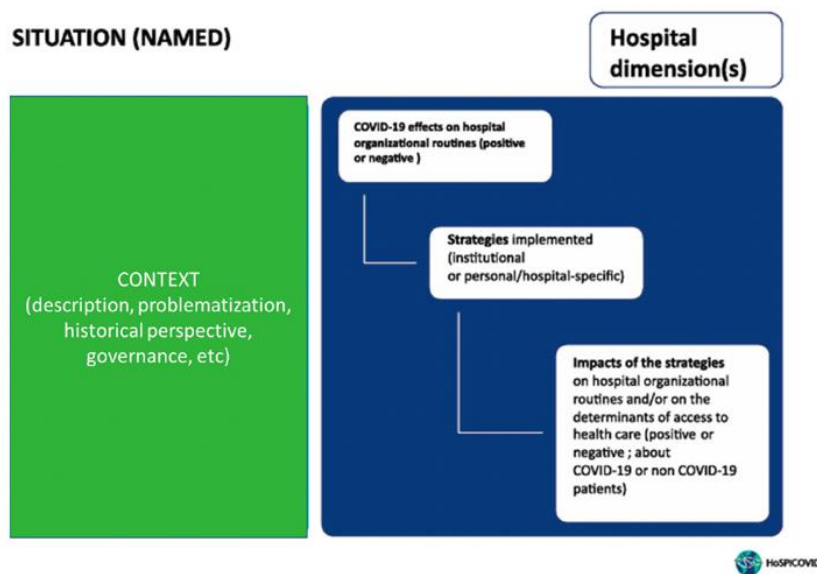 SITUATION (NAMED)
Hospital
dimension(s)
CONTEXT
(description, problematization,
historical perspective,
governance, etc)
COVID-19 effects on hospital
organizational routines (positive
or negative )
Strategies implemented
(institutional
or personal/hospital-specific)
Impacts of the strategies
on hospital organizational
routines and/or on the
determinants of access to
health care (positive or
negative ; about
COVID-19 or non COVID-19
patients)
HoSPICOVID